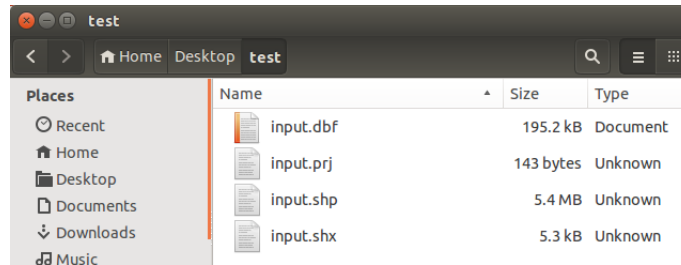 test
Home Desktop test
Places
Name Size Type
Recent
input.dbf 195.2 kB Document
Home
input.prj 143 bytes Unknown
Desktop
input.shp 5.4 MB Unknown
Documents
input.shx 5.3 kB Unknown
Downloads
Music